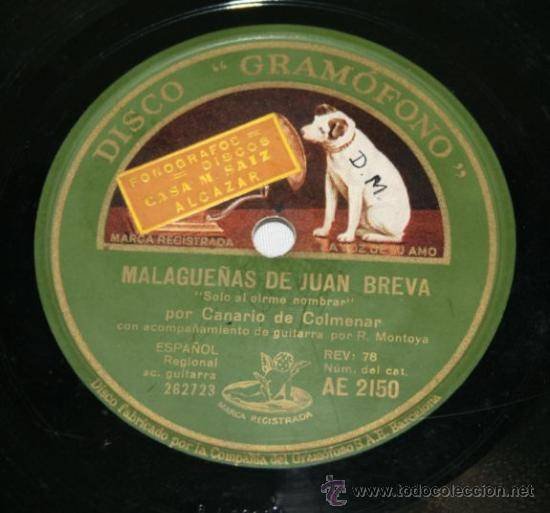 DISCO "GRAMÓFONO"
FONOGRAFOS =
= DISCOS
CASA M. SAIZ
ALCAZAR
D.M.
MARCA REGISTRADA
LA VOZ DE SU AMO
MALAGUEÑAS DE JUAN BREVA
"Solo al oirme nombrar"
por Canario de Colmenar
con acompañamiento de guitarra por R. Montoya
ESPAÑOL
Regional
ac. guitarra
262723
REV: 78
Núm. del cat.
AE 2150
MARCA REGISTRADA
Disco fabricado por la Compañía del Gramófono S.A.E. Barcelona
todocoleccion
www.todocoleccion.net